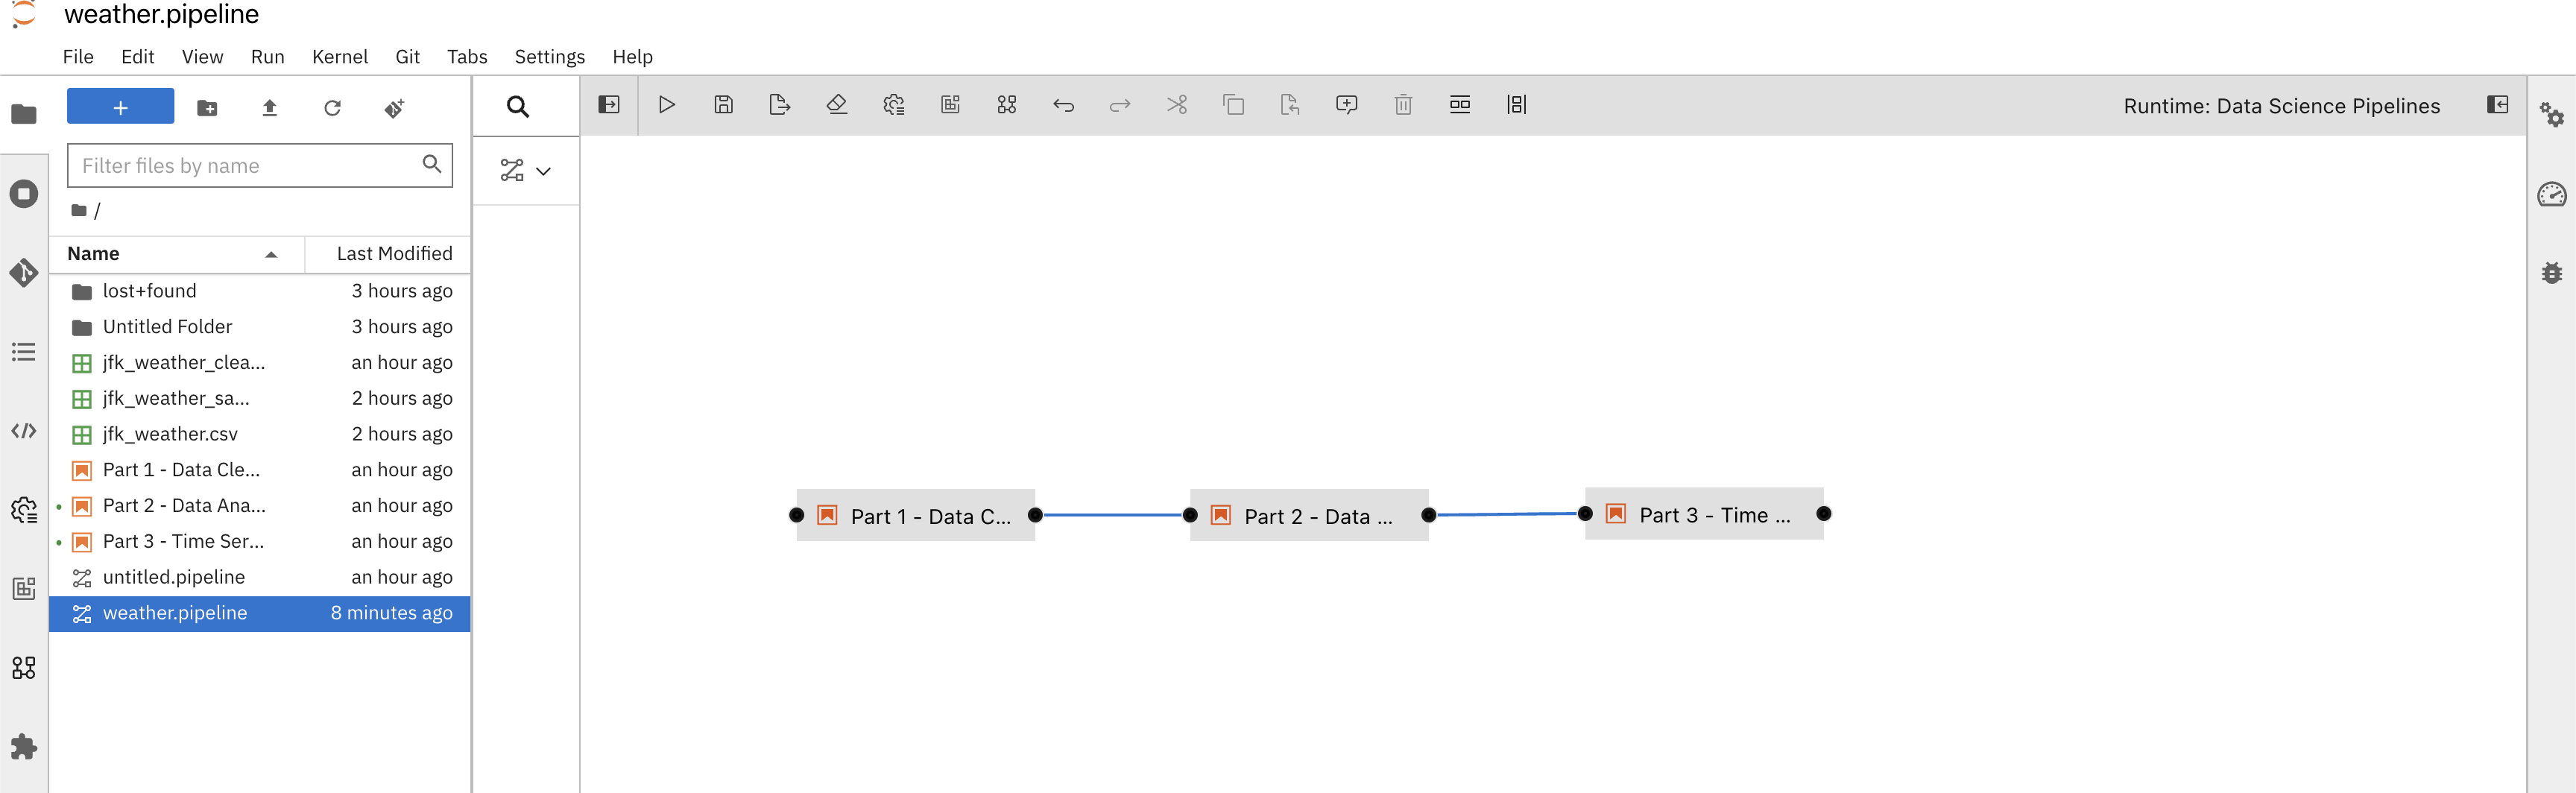 weather.pipeline
File Edit View Run Kernel Git Tabs Settings Help
+
Filter files by name
/
Name Last Modified
lost+found 3 hours ago
Untitled Folder 3 hours ago
jfk_weather_clea... an hour ago
jfk_weather_sa... 2 hours ago
jfk_weather.csv 2 hours ago
Part 1 - Data Cle... an hour ago
Part 2 - Data Ana... an hour ago
Part 3 - Time Ser... an hour ago
untitled.pipeline an hour ago
weather.pipeline 8 minutes ago
Runtime: Data Science Pipelines
Part 1 - Data C...
Part 2 - Data ...
Part 3 - Time ...